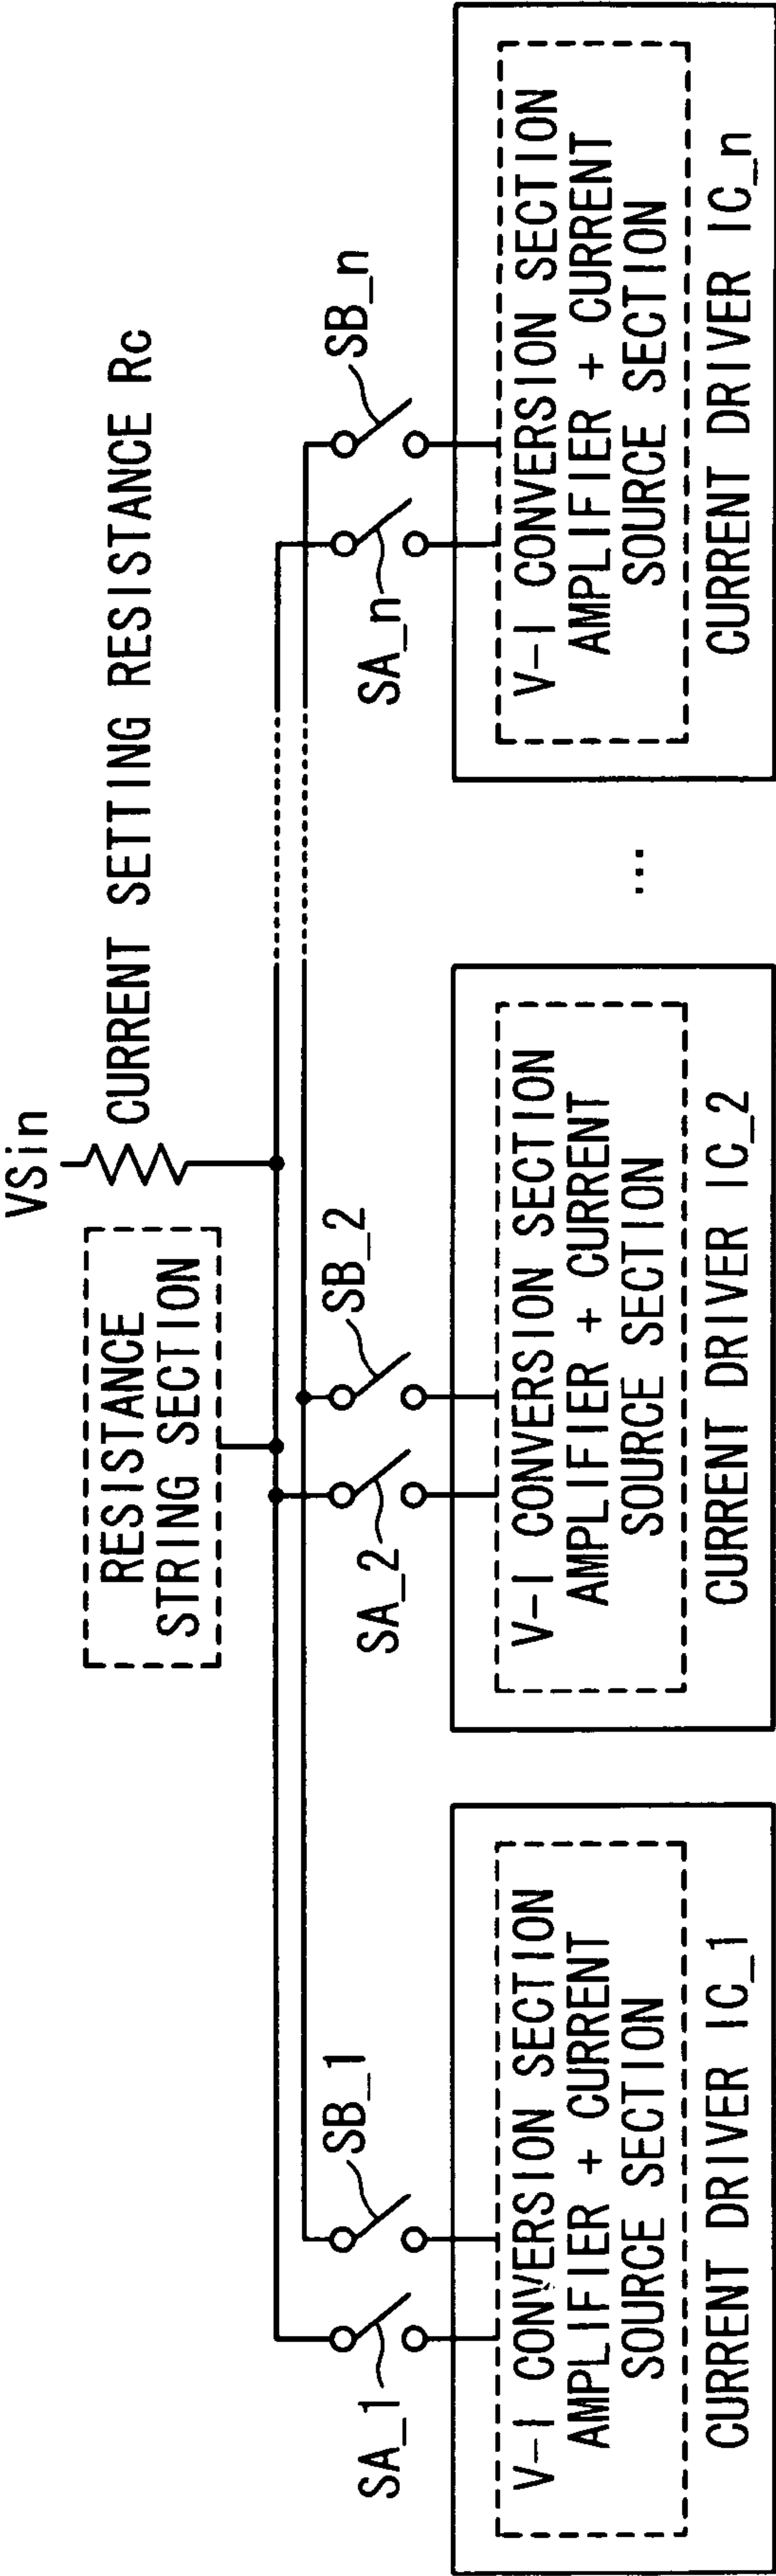 VSin
CURRENT SETTING RESISTANCE Rc
RESISTANCE
STRING SECTION
SA_1
SB_1
SA_2
SB_2
SA_n
SB_n
V-I CONVERSION SECTION
AMPLIFIER + CURRENT
SOURCE SECTION
CURRENT DRIVER IC_1
V-I CONVERSION SECTION
AMPLIFIER + CURRENT
SOURCE SECTION
CURRENT DRIVER IC_2
...
V-I CONVERSION SECTION
AMPLIFIER + CURRENT
SOURCE SECTION
CURRENT DRIVER IC_n